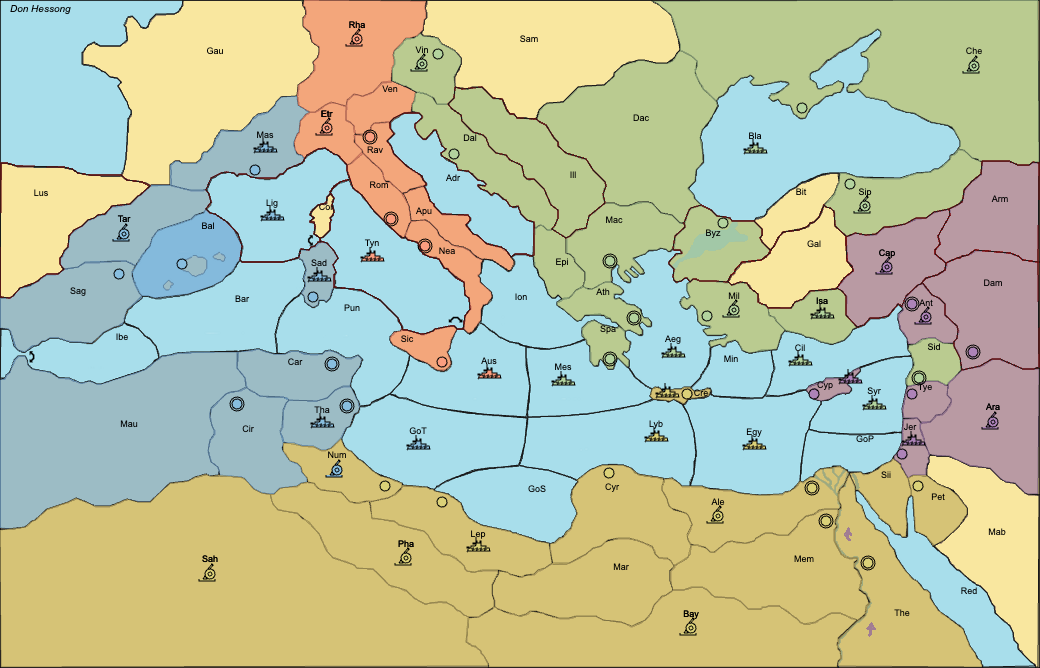 Don Hessong
Rha
Gau
Sam
Vin
Che
Ven
Etr
Dac
Mas
Rav
Dal
Bla
Ill
Adr
Rom
Lus
Bit
Sip
Arm
Lig
Cor
Apu
Mac
Tar
Bal
Tyn
Nea
Byz
Gal
Cap
Sad
Epi
Dam
Sag
Bar
Pun
Ion
Ath
Mil
Isa
Ant
Ibe
Sic
Spa
Aeg
Cil
Sid
Car
Aus
Mes
Min
Cyp
Syr
Tye
Cre
Mau
Cir
Tha
GoT
Lyb
Egy
GoP
Jer
Ara
Num
GoS
Cyr
Sii
Pet
Ale
Mab
Lep
Sah
Pha
Mar
Mem
Red
Bay
The